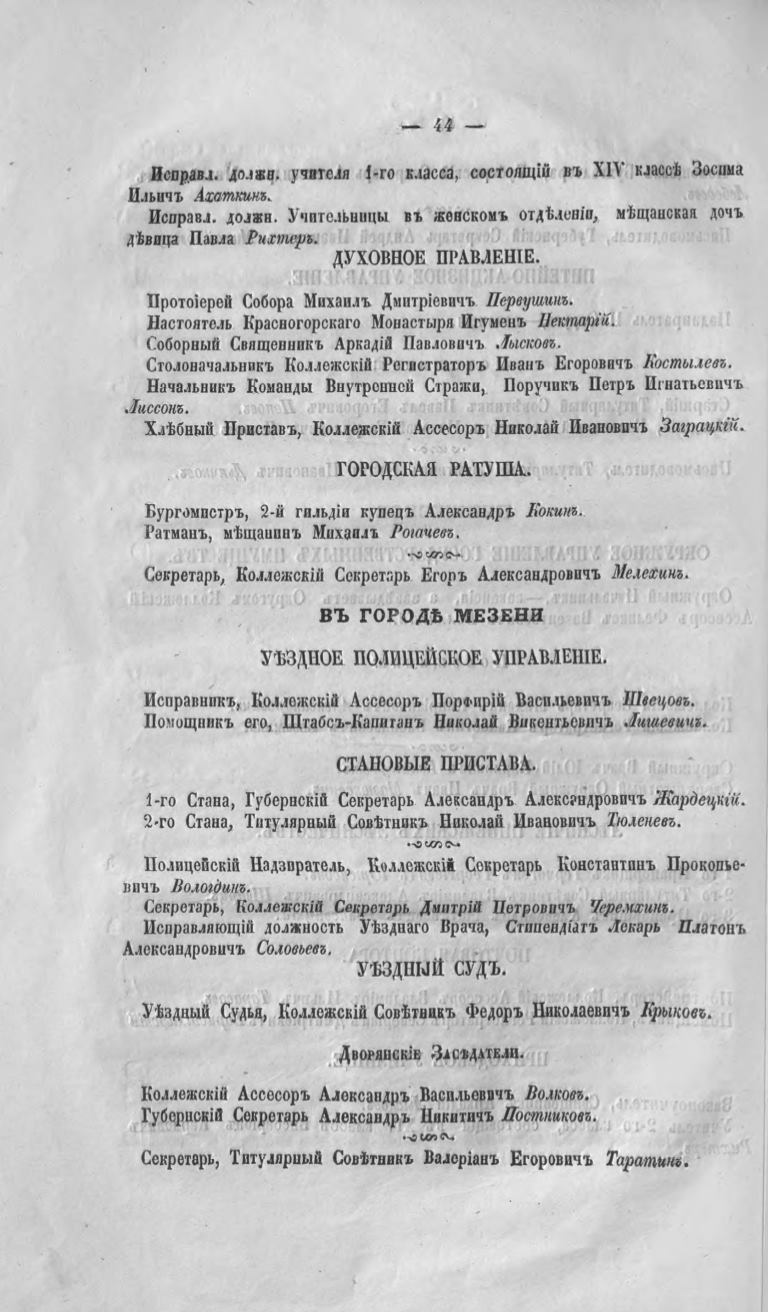 — 44 —
Исправл. должн. учителя 1-го класса, состоящій въ XIV классѣ Зосима
Ильичъ Ахаткинъ.
Исправл. должн. Учительницы въ женскомъ отдѣленіи, мѣщанская дочь
дѣвица Павла Рихтеръ.
ДУХОВНОЕ ПРАВЛЕНІЕ.
Протоіерей Собора Михаилъ Дмитріевичъ Первушинъ.
Настоятель Красногорскаго Монастыря Игуменъ Нектарій.
Соборный Священникъ Аркадій Павловичъ Лысковъ.
Столоначальникъ Коллежскій Регистраторъ Иванъ Егоровичъ Костылевъ.
Начальникъ Команды Внутренней Стражи, Поручикъ Петръ Игнатьевичъ
Лиссонъ.
Хлѣбный Приставъ, Коллежскій Ассесоръ Николай Ивановичъ Заграцкій.
ГОРОДСКАЯ РАТУША.
Бургомистръ, 2-й гильдіи купецъ Александръ Кокинъ.
Ратманъ, мѣщанинъ Михаилъ Рогачевъ.
Секретарь, Коллежскій Секретарь Егоръ Александровичъ Мелехинъ.
ВЪ ГОРОДѢ МЕЗЕНИ
УѢЗДНОЕ ПОЛИЦЕЙСКОЕ УПРАВЛЕНІЕ.
Исправникъ, Коллежскій Ассесоръ Порфирій Васильевичъ Швецовъ.
Помощникъ его, Штабсъ-Капитанъ Николай Викентьевичъ Лишевичъ.
СТАНОВЫЕ ПРИСТАВА.
1-го Стана, Губернскій Секретарь Александръ Александровичъ Жардецкій.
2-го Стана, Титулярный Совѣтникъ Николай Ивановичъ Тюленевъ.
Полицейскій Надзиратель, Коллежскій Секретарь Константинъ Прокопье-
вичъ Вологдинъ.
Секретарь, Коллежскій Секретарь Дмитрій Петровичъ Черемхинъ.
Исправляющій должность Уѣзднаго Врача, Стипендіатъ Лекарь Платонъ
Александровичъ Соловьевъ.
УѢЗДНЫЙ СУДЪ.
Уѣздный Судья, Коллежскій Совѣтникъ Федоръ Николаевичъ Крыковъ.
Дворянскіе Засѣдатели.
Коллежскій Ассесоръ Александръ Васильевичъ Волковъ.
Губернскій Секретарь Александръ Никитичъ Постниковъ.
Секретарь, Титулярный Совѣтникъ Валеріанъ Егоровичъ Таратинъ.